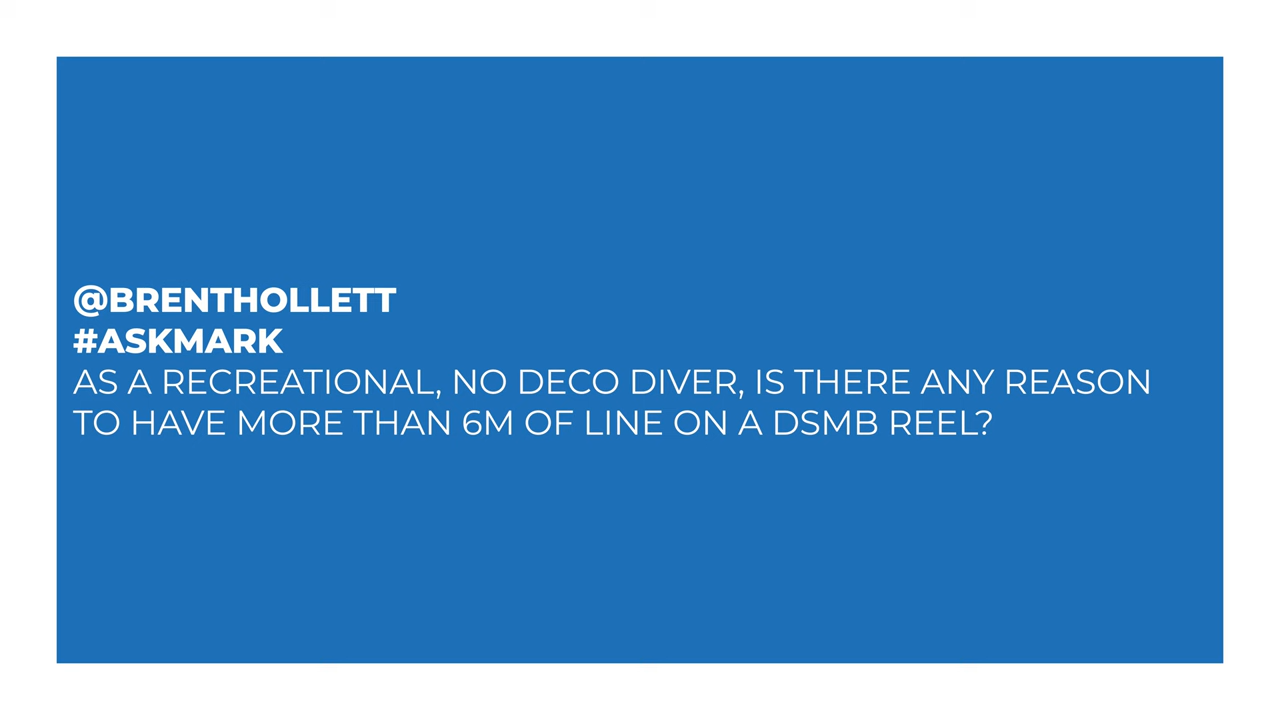 @BRENTHOLLETT
#ASKMARK
AS A RECREATIONAL, NO DECO DIVER, IS THERE ANY REASON
TO HAVE MORE THAN 6M OF LINE ON A DSMB REEL?